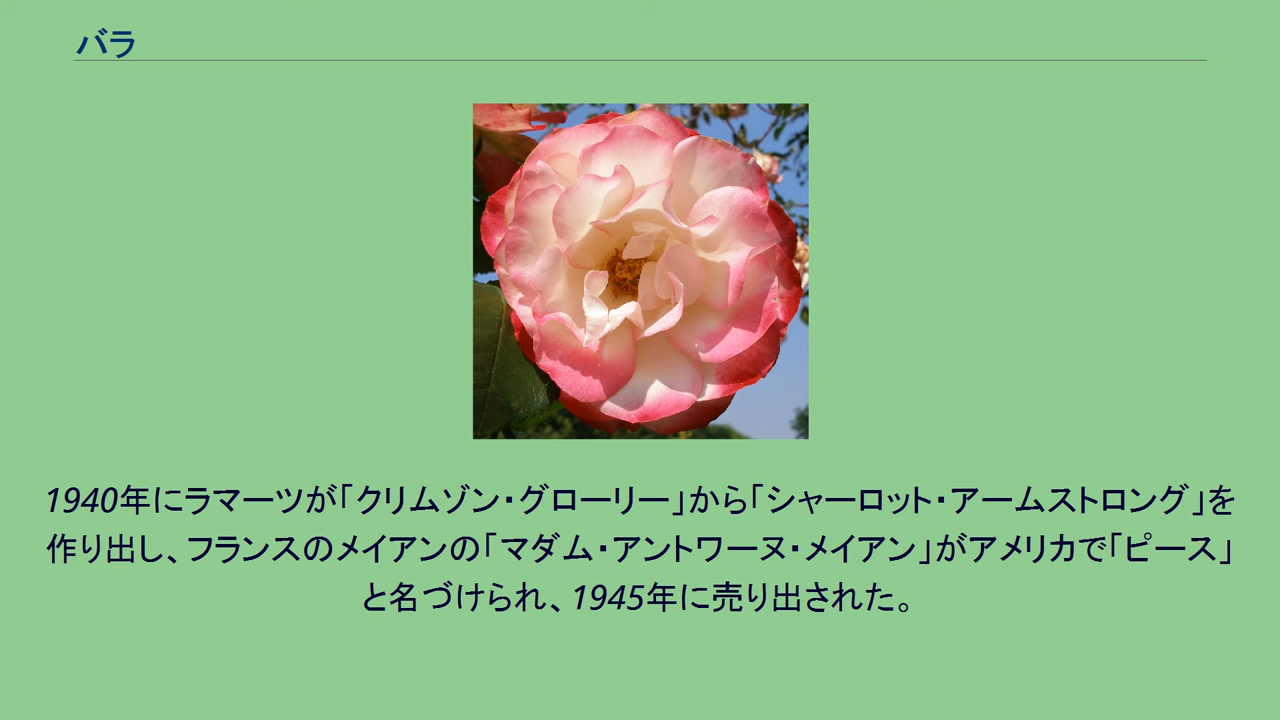 バラ
1940年にラマーツが「クリムゾン・グローリー」から「シャーロット・アームストロング」を
作り出し、フランスのメイアンの「マダム・アントワーヌ・メイアン」がアメリカで「ピース」
と名づけられ、1945年に売り出された。